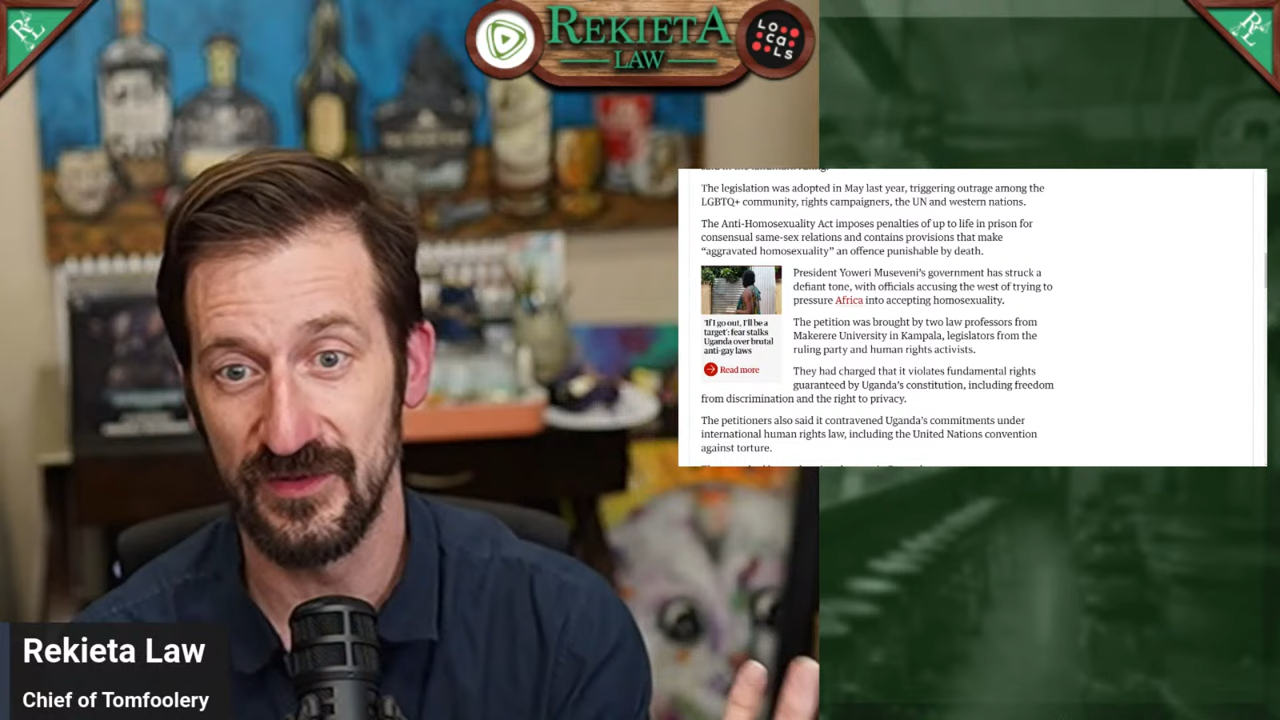 REKIETA
LAW
LOcaLS
The legislation was adopted in May last year, triggering outrage among the
LGBTQ+ community, rights campaigners, the UN and western nations.
The Anti-Homosexuality Act imposes penalties of up to life in prison for
consensual same-sex relations and contains provisions that make
“aggravated homosexuality” an offence punishable by death.
President Yoweri Museveni’s government has struck a
defiant tone, with officials accusing the west of trying to
pressure Africa into accepting homosexuality.
'If I go out, I'll be a
target': fear stalks
Uganda over brutal
anti-gay laws
Read more
The petition was brought by two law professors from
Makerere University in Kampala, legislators from the
ruling party and human rights activists.
They had charged that it violates fundamental rights
guaranteed by Uganda’s constitution, including freedom
from discrimination and the right to privacy.
The petitioners also said it contravened Uganda’s commitments under
international human rights law, including the United Nations convention
against torture.
Rekieta Law
Chief of Tomfoolery